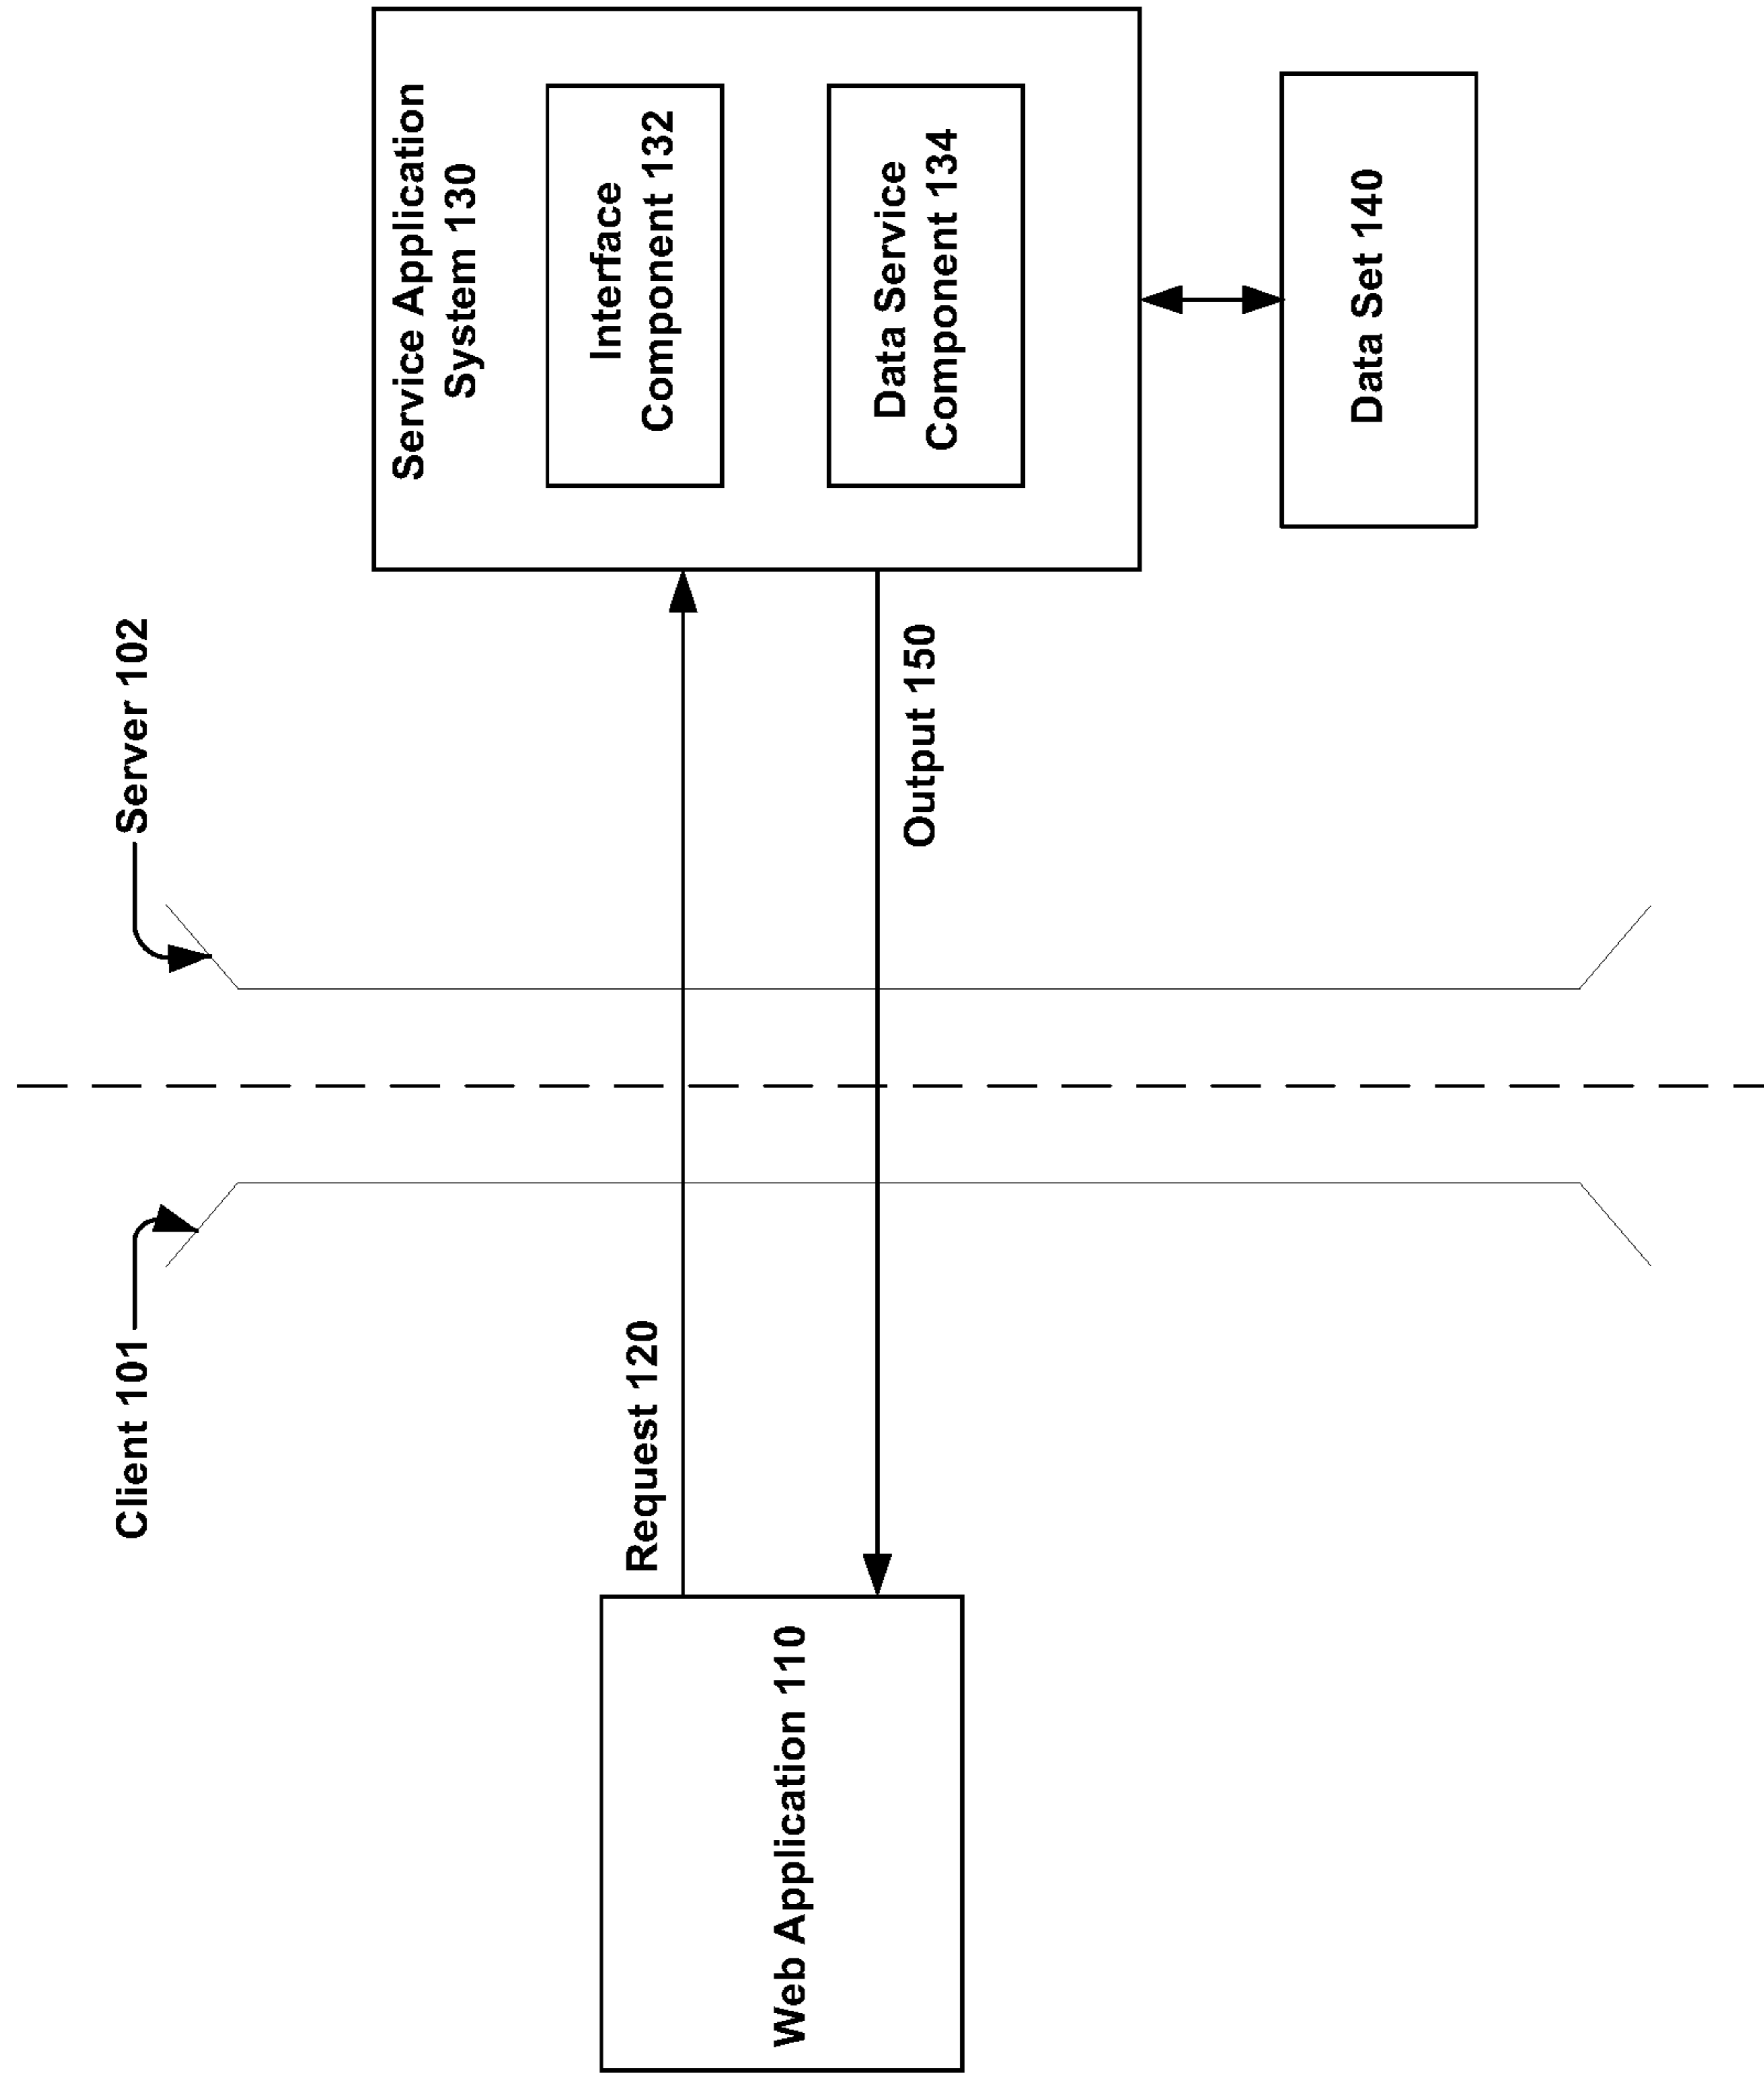 Client 101
Server 102
Service Application
System 130
Interface
Component 132
Request 120
Web Application 110
Data Service
Component 134
Output 150
Data Set 140